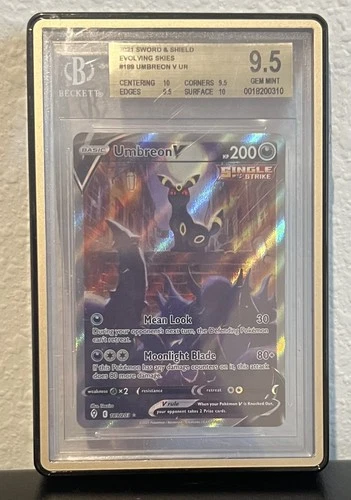 2021 SWORD & SHIELD
EVOLVING SKIES
#189 UMBREON V UR
CENTERING 10 CORNERS 9.5
EDGES 9.5 SURFACE 10
9.5
GEM MINT
0018200310
B
BECKETT
BASIC
Umbreon V
HP 200
SINGLE STRIKE
Mean Look 30
During your opponent's next turn, the Defending Pokémon
can't retreat.
Moonlight Blade 80+
If this Pokémon has any damage counters on it, this attack
does 80 more damage.
weakness ×2 resistance retreat
V rule
When your Pokémon V is Knocked Out,
your opponent takes 2 Prize cards.
189/203